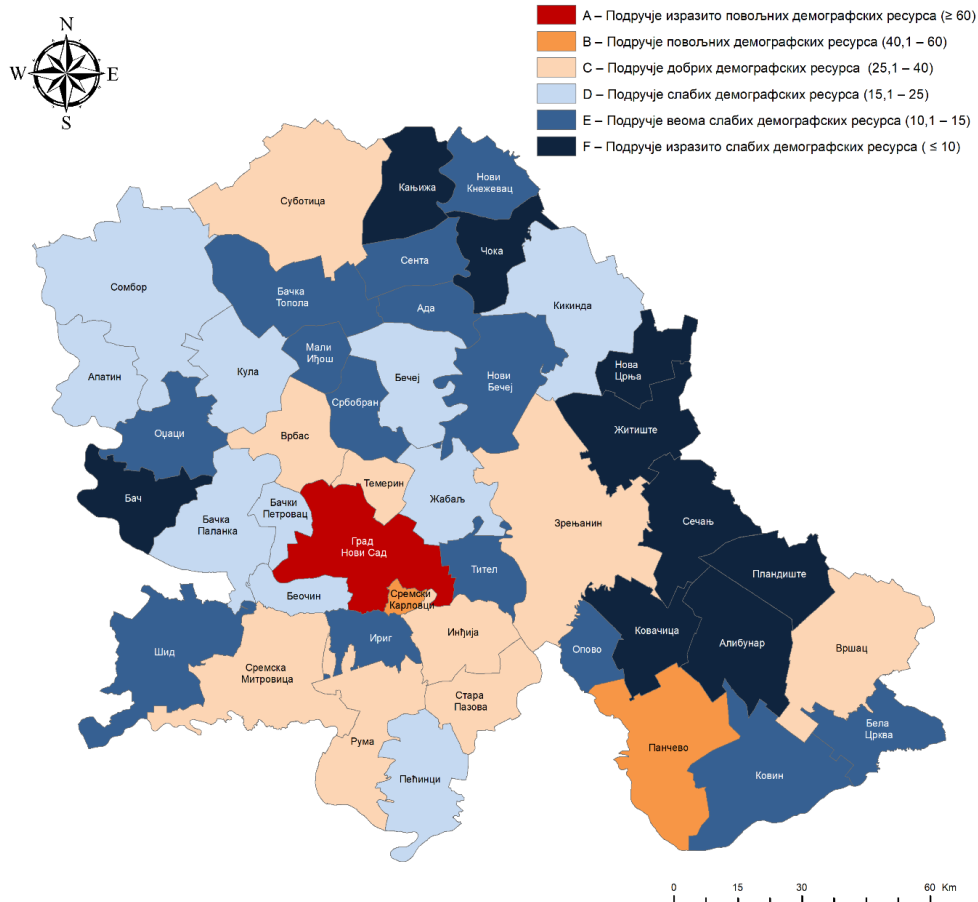 N
W
E
S
A – Подручје изразито повољних демографских ресурса (≥ 60)
B – Подручје повољних демографских ресурса (40,1 – 60)
C – Подручје добрих демографских ресурса (25,1 – 40)
D – Подручје слабих демографских ресурса (15,1 – 25)
E – Подручје веома слабих демографских ресурса (10,1 – 15)
F – Подручје изразито слабих демографских ресурса ( ≤ 10)
Суботица
Кањижа
Нови
Кнежевац
Чока
Сента
Сомбор
Бачка
Топола
Ада
Кикинда
Мали
Иђош
Апатин
Кула
Бечеј
Нови
Бечеј
Нова
Црња
Србобран
Оџаци
Врбас
Житиште
Темерин
Бач
Бачка
Паланка
Бачки
Петровац
Жабаљ
Зрењанин
Сечањ
Град
Нови Сад
Тител
Пландиште
Беочин
Сремски
Карловци
Шид
Ириг
Инђија
Ковачица
Алибунар
Опово
Вршац
Сремска
Митровица
Стара
Пазова
Рума
Панчево
Бела
Црква
Пећинци
Ковин
0
15
30
60 Km